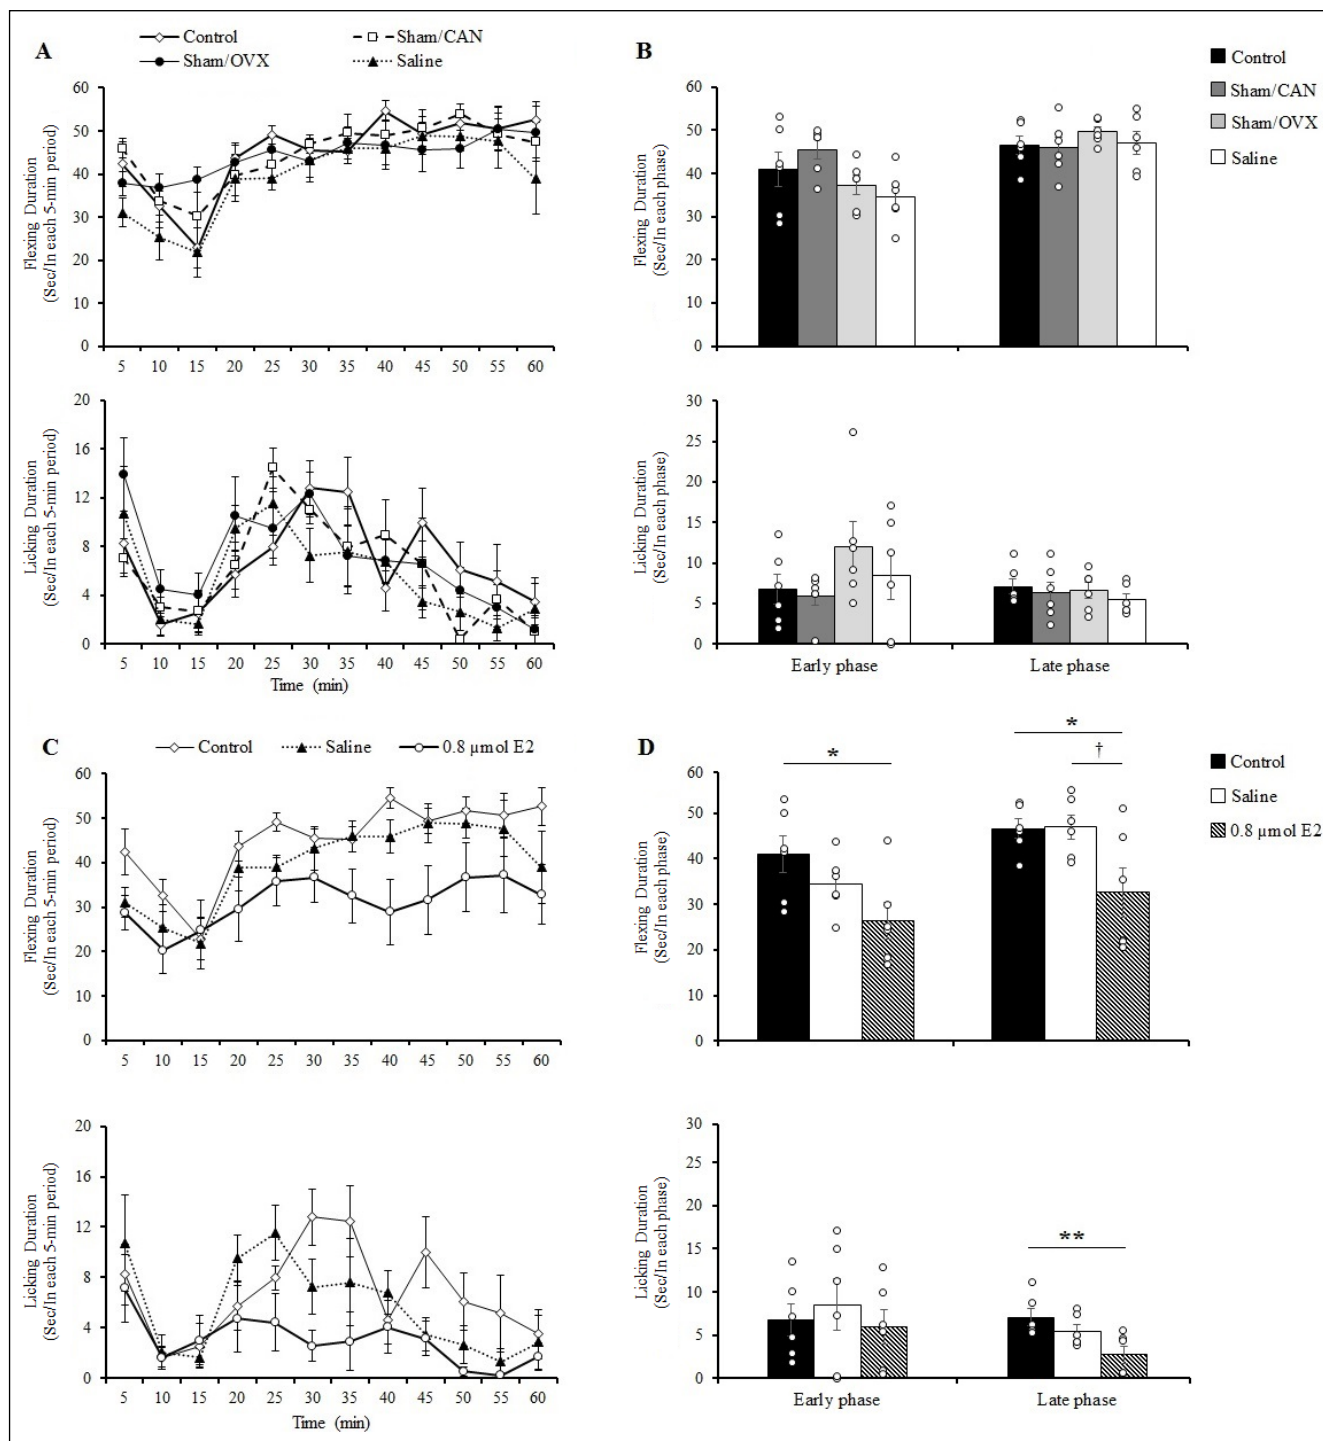 A
Control
Sham/CAN
Sham/OVX
Saline
Flexing Duration
(Sec/In each 5-min period)
60
50
40
30
20
10
0
5 10 15 20 25 30 35 40 45 50 55 60
Licking Duration
(Sec/In each 5-min period)
20
16
12
8
4
0
5 10 15 20 25 30 35 40 45 50 55 60
Time (min)
B
Control
Sham/CAN
Sham/OVX
Saline
Flexing Duration
(Sec/In each phase)
60
50
40
30
20
10
0
Licking Duration
(Sec/In each phase)
30
25
20
15
10
5
0
Early phase Late phase
C
Control Saline 0.8 µmol E2
Flexing Duration
(Sec/In each 5-min period)
60
50
40
30
20
10
0
5 10 15 20 25 30 35 40 45 50 55 60
Licking Duration
(Sec/In each 5-min period)
20
16
12
8
4
0
5 10 15 20 25 30 35 40 45 50 55 60
Time (min)
D
*
*
†
Control
Saline
0.8 µmol E2
Flexing Duration
(Sec/In each phase)
60
50
40
30
20
10
0
Licking Duration
(Sec/In each phase)
30
25
20
15
10
5
0
**
Early phase Late phase